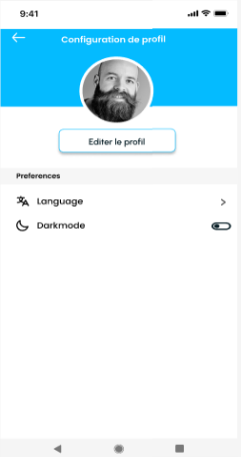 9:41
Configuration de profil
Editer le profil
Preferences
Language
Darkmode